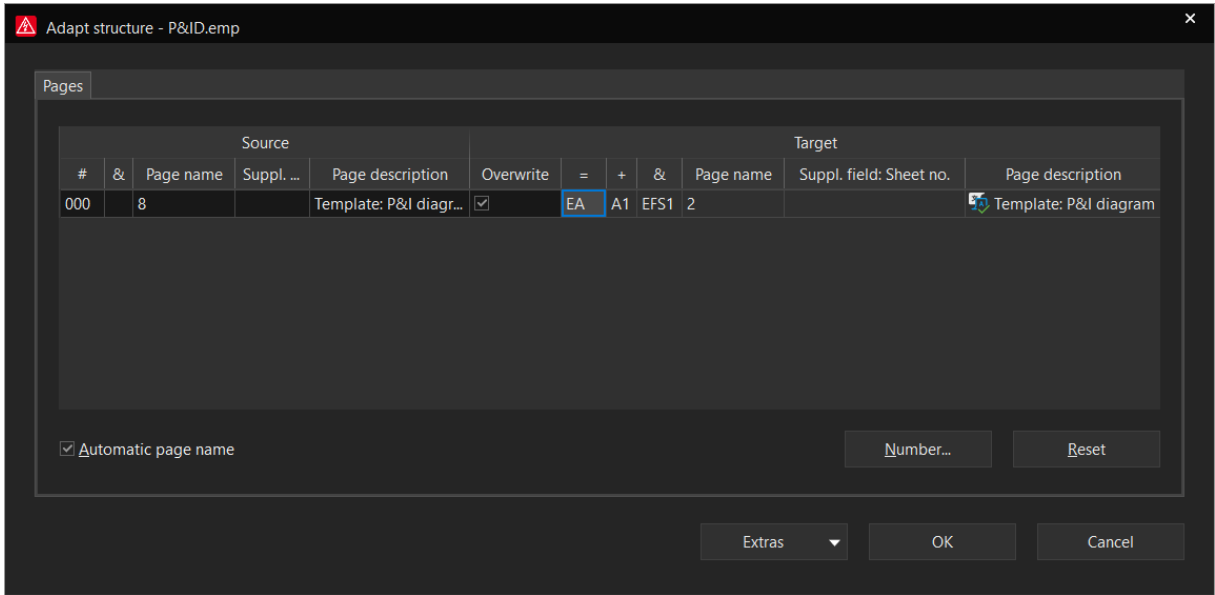 Adapt structure - P&ID.emp
Pages
Source Target
# & Page name Suppl. ... Page description Overwrite = + & Page name Suppl. field: Sheet no. Page description
000 8 Template: P&I diagr... EA A1 EFS1 2 Template: P&I diagram
Automatic page name Number... Reset
Extras OK Cancel